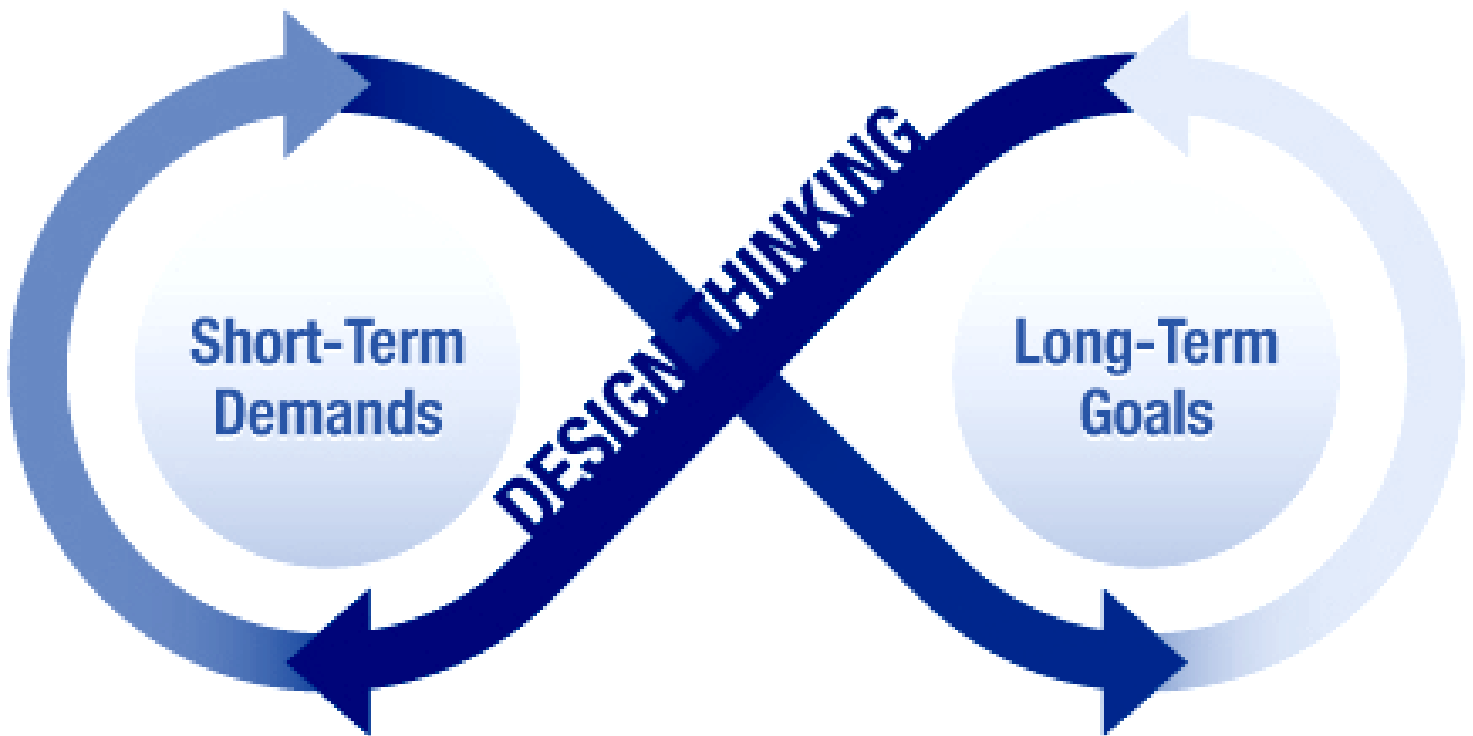 Short-Term
Demands
DESIGN THINKING
Long-Term
Goals